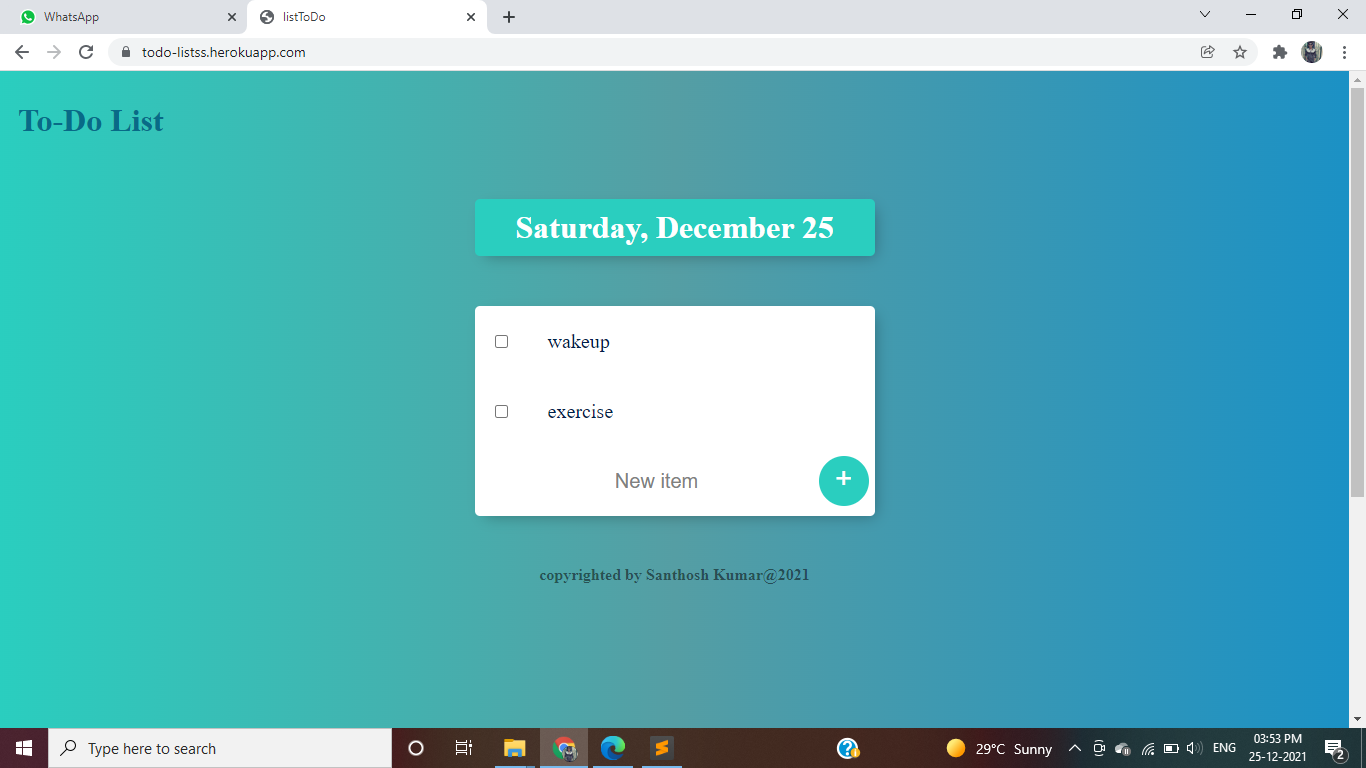 WhatsApp
listToDo
todo-listss.herokuapp.com
To-Do List
Saturday, December 25
wakeup
exercise
New item
+
copyrighted by Santhosh Kumar@2021
Type here to search
29°C Sunny
ENG
03:53 PM
25-12-2021
2